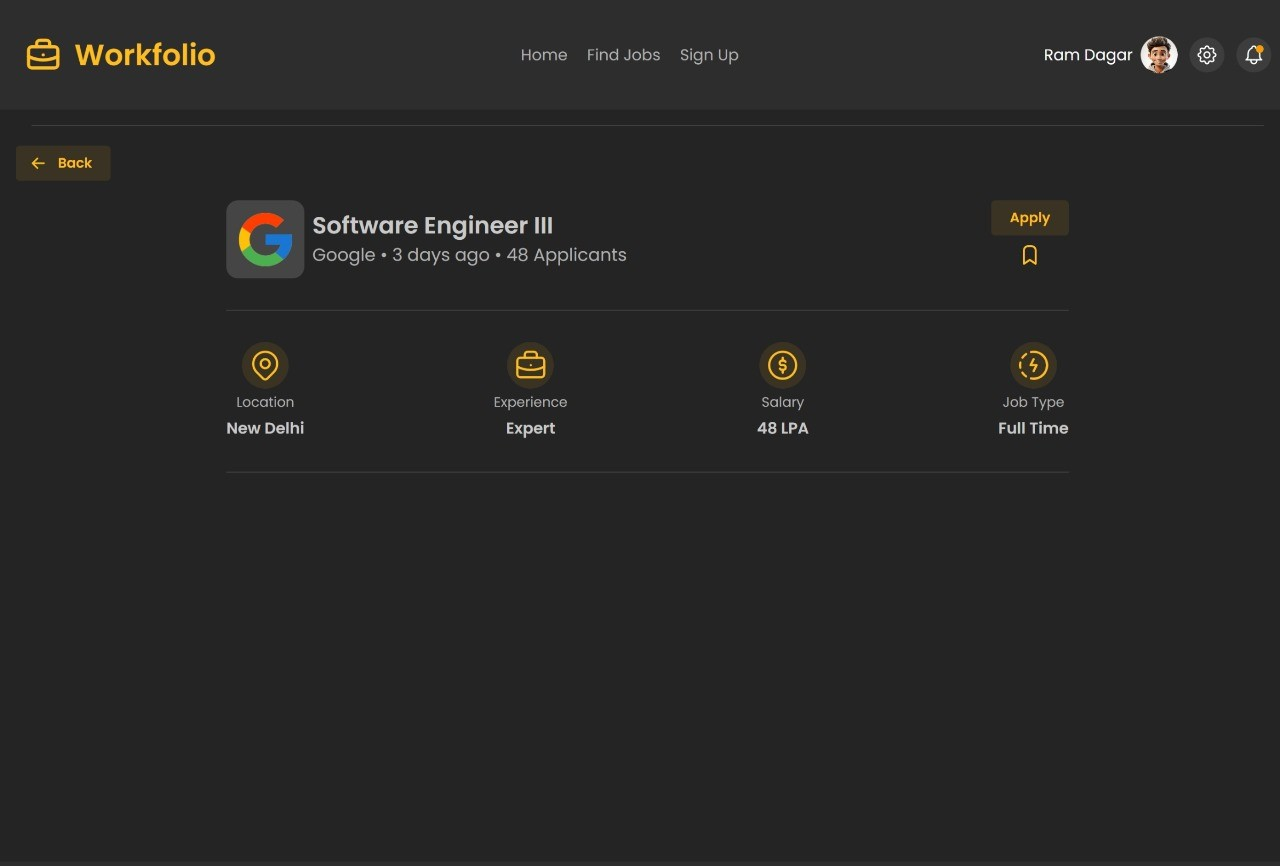 Workfolio
Home Find Jobs Sign Up
Ram Dagar
Back
Software Engineer III
Google • 3 days ago • 48 Applicants
Apply
Location Experience Salary Job Type
New Delhi Expert 48 LPA Full Time